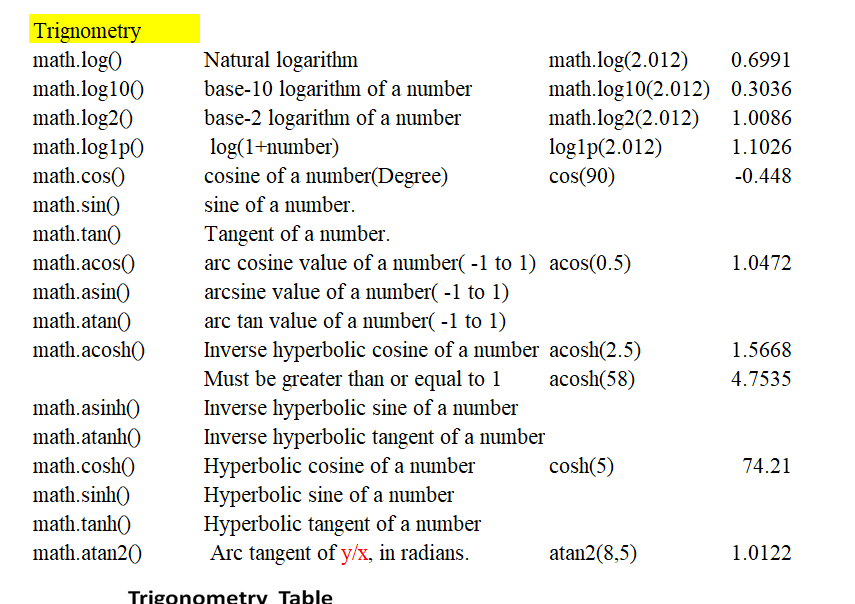 Trignometry
math.log() Natural logarithm math.log(2.012) 0.6991
math.log10() base-10 logarithm of a number math.log10(2.012) 0.3036
math.log2() base-2 logarithm of a number math.log2(2.012) 1.0086
math.log1p() log(1+number) log1p(2.012) 1.1026
math.cos() cosine of a number(Degree) cos(90) -0.448
math.sin() sine of a number.
math.tan() Tangent of a number.
math.acos() arc cosine value of a number( -1 to 1) acos(0.5) 1.0472
math.asin() arcsine value of a number( -1 to 1)
math.atan() arc tan value of a number( -1 to 1)
math.acosh() Inverse hyperbolic cosine of a number acosh(2.5) 1.5668
Must be greater than or equal to 1 acosh(58) 4.7535
math.asinh() Inverse hyperbolic sine of a number
math.atanh() Inverse hyperbolic tangent of a number
math.cosh() Hyperbolic cosine of a number cosh(5) 74.21
math.sinh() Hyperbolic sine of a number
math.tanh() Hyperbolic tangent of a number
math.atan2() Arc tangent of y/x, in radians. atan2(8,5) 1.0122
Trigonometry Table